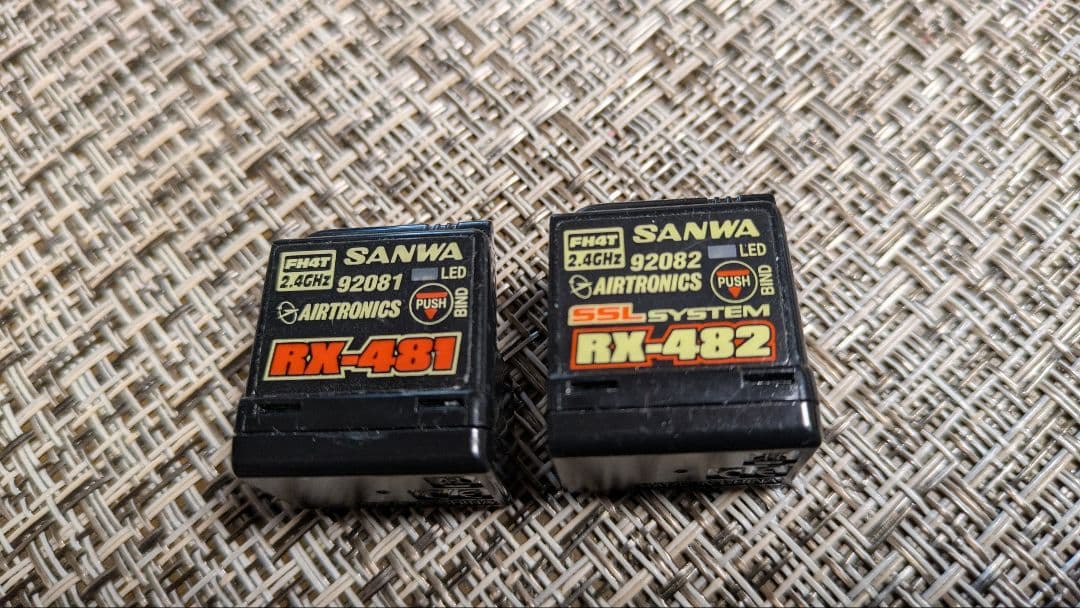 FH4T
2.4GHz
SANWA
92081
LED
AIRTRONICS
PUSH
BIND
RX-481
FH4T
2.4GHz
SANWA
92082
LED
AIRTRONICS
PUSH
BIND
SSL SYSTEM
RX-482